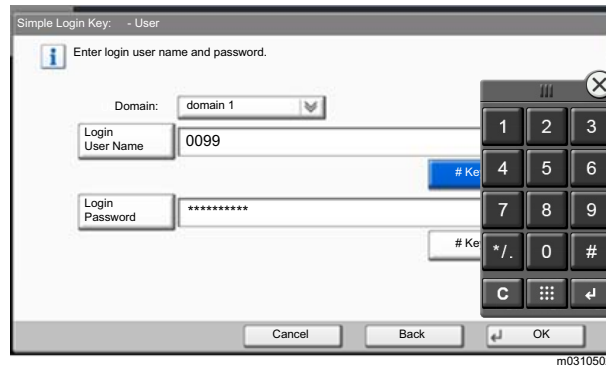 Simple Login Key: - User
Enter login user name and password.
Domain: domain 1
Login
User Name
0099
# Ke
Login
Password
**********
# Ke
1 2 3
4 5 6
7 8 9
*/. 0 #
C
Cancel Back OK
m031050